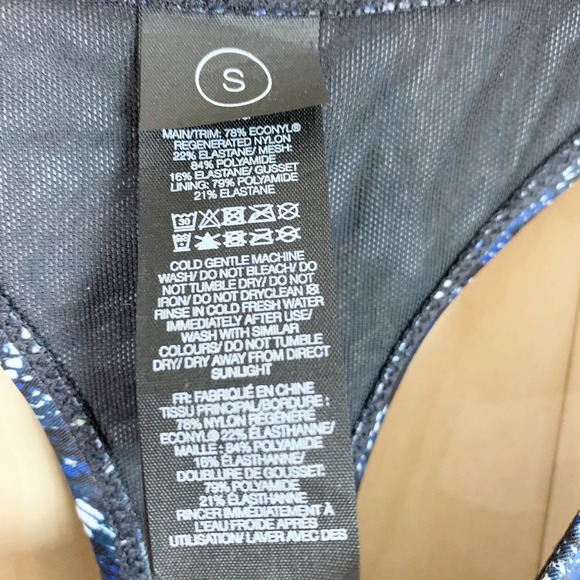 S
MAIN/TRIM: 78% ECONYL®
REGENERATED NYLON
22% ELASTANE/ MESH:
84% POLYAMIDE
16% ELASTANE/ GUSSET
LINING: 79% POLYAMIDE
21% ELASTANE
30
COLD GENTLE MACHINE
WASH/ DO NOT BLEACH/ DO
NOT TUMBLE DRY/ DO NOT
IRON/ DO NOT DRYCLEAN
RINSE IN COLD FRESH WATER
IMMEDIATELY AFTER USE/
WASH WITH SIMILAR
COLOURS/ DO NOT TUMBLE
DRY/ DRY AWAY FROM DIRECT
SUNLIGHT
FR: FABRIQUÉ EN CHINE
TISSU PRINCIPAL/BORDURE :
78% NYLON RÉGÉNÉRÉ
ECONYL® 22% ÉLASTHANNE/
MAILLE : 84% POLYAMIDE
16% ÉLASTHANNE/
DOUBLURE DE GOUSSET:
79% POLYAMIDE
21% ÉLASTHANNE
RINCER IMMÉDIATEMENT À
L'EAU FROIDE APRÈS
UTILISATION/ LAVER AVEC DES